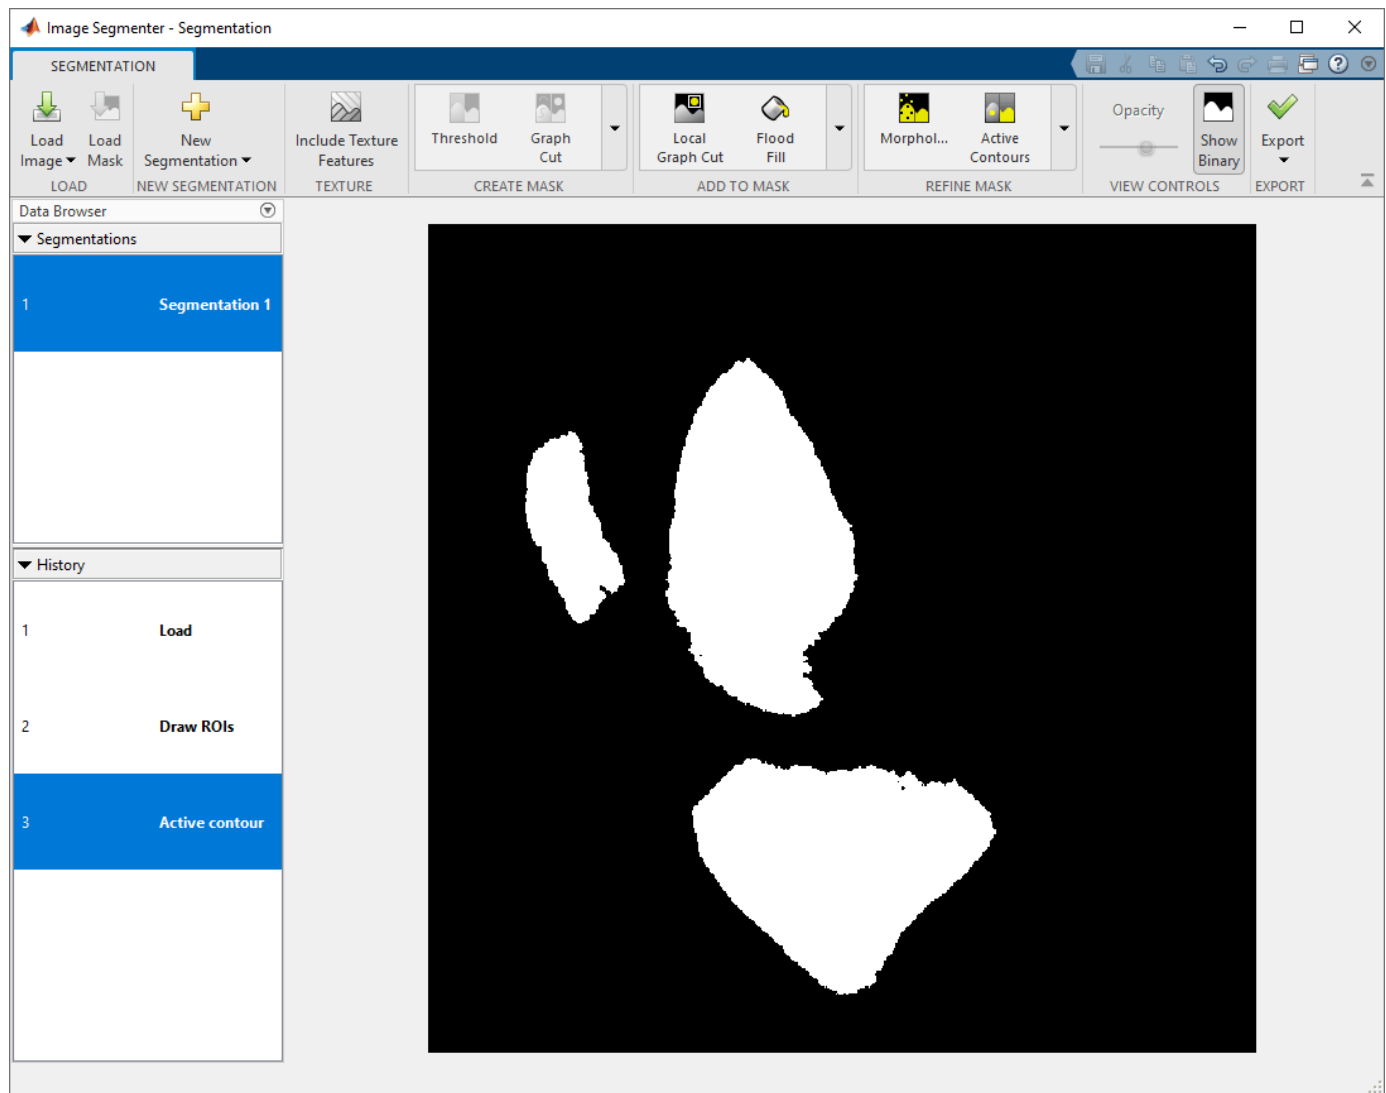 Image Segmenter - Segmentation
SEGMENTATION
Load Image
Load Mask
New Segmentation
Include Texture Features
Threshold
Graph Cut
Local Graph Cut
Flood Fill
Morphol...
Active Contours
Opacity
Show Binary
Export
LOAD
NEW SEGMENTATION
TEXTURE
CREATE MASK
ADD TO MASK
REFINE MASK
VIEW CONTROLS
EXPORT
Data Browser
Segmentations
1 Segmentation 1
History
1 Load
2 Draw ROIs
3 Active contour